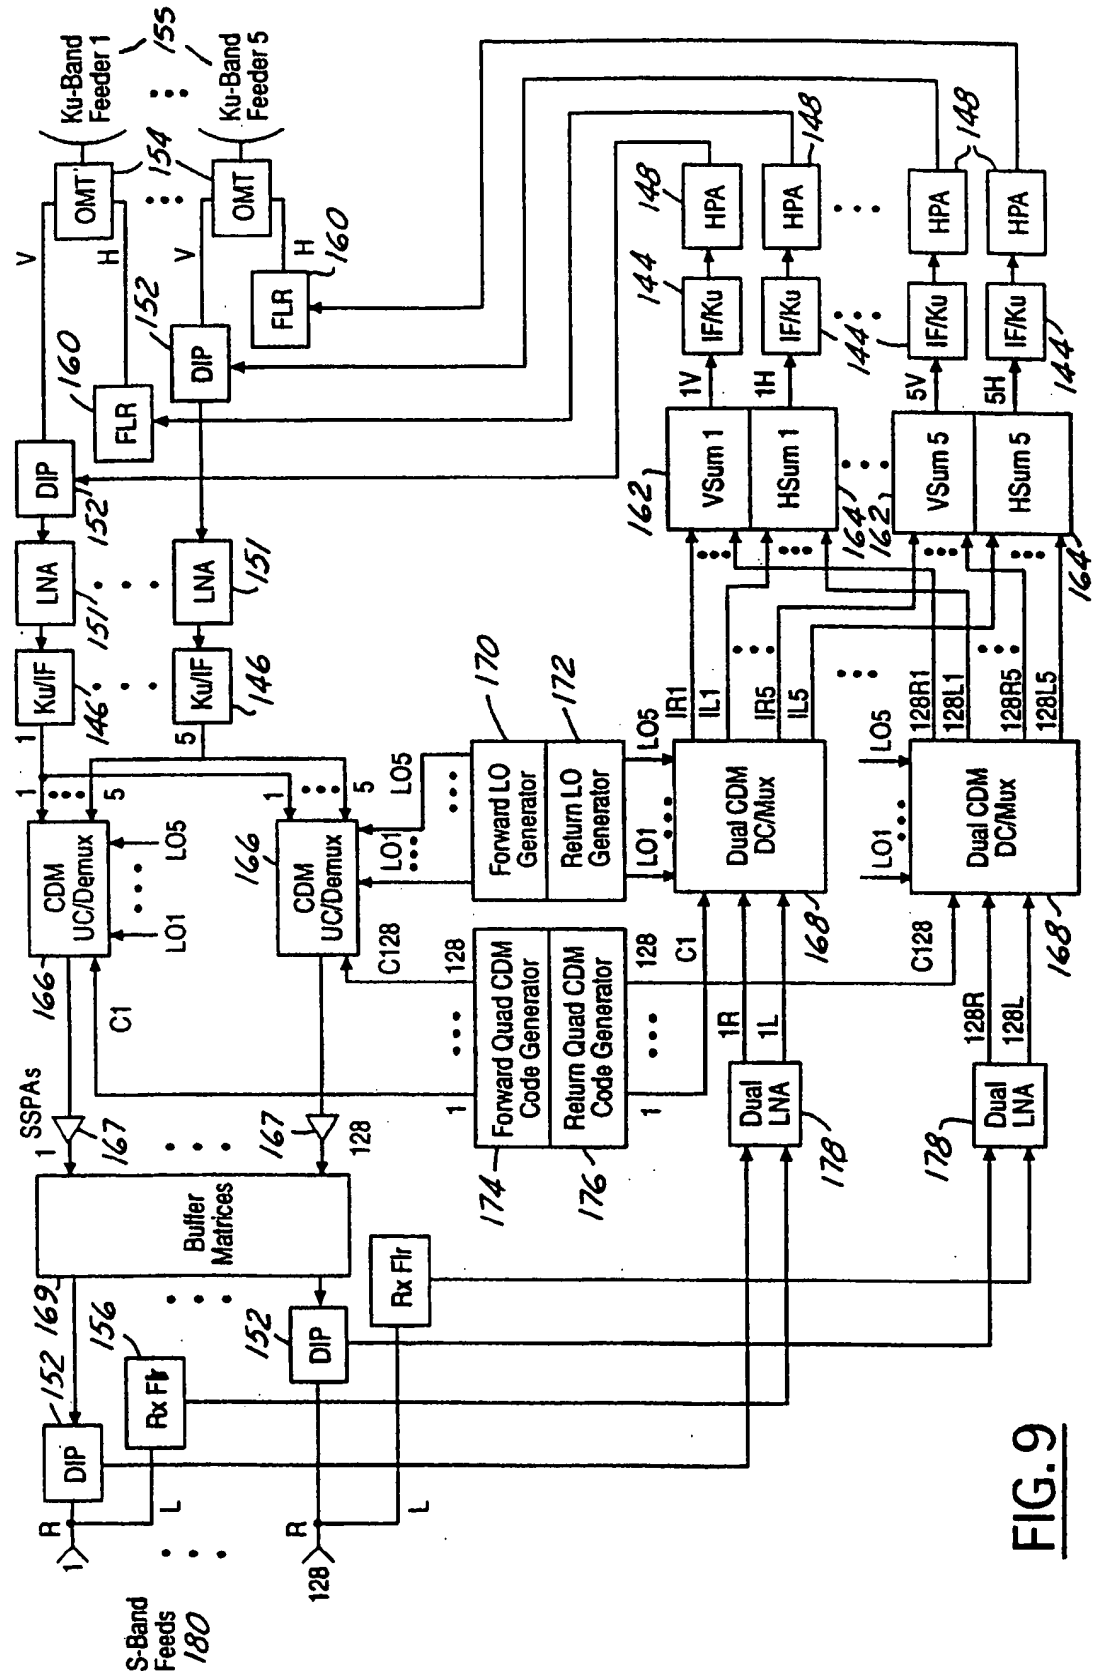 S-Band
Feeds
180
1
R
L
DIP
152
Rx Flr
156
128
R
L
DIP
152
Rx Flr
169
Buffer
Matrices
SSPAs
1
167
167
128
C1
166
CDM
UC/Demux
LO1
LO5
1
5
1
Ku/IF
146
LNA
151
DIP
152
V
OMT
H
Ku-Band
Feeder 1
155
154
FLR
160
166
CDM
UC/Demux
C128
LO1
LO5
1
5
5
Ku/IF
146
LNA
151
DIP
152
V
OMT
H
Ku-Band
Feeder 5
FLR
160
174
Forward Quad CDM
Code Generator
1
128
176
Return Quad CDM
Code Generator
1
128
170
Forward LO
Generator
172
Return LO
Generator
LO1
LO5
178
Dual
LNA
1R
1L
C1
Dual CDM
DC/Mux
168
IR1
IL1
IR5
IL5
162
VSum 1
HSum 1
164
1V
1H
IF/Ku
144
HPA
148
IF/Ku
144
HPA
148
178
Dual
LNA
128R
128L
C128
LO1
LO5
Dual CDM
DC/Mux
168
128R1
128L1
128R5
128L5
162
VSum 5
HSum 5
164
5V
5H
IF/Ku
HPA
148
IF/Ku
144
HPA
FIG.9